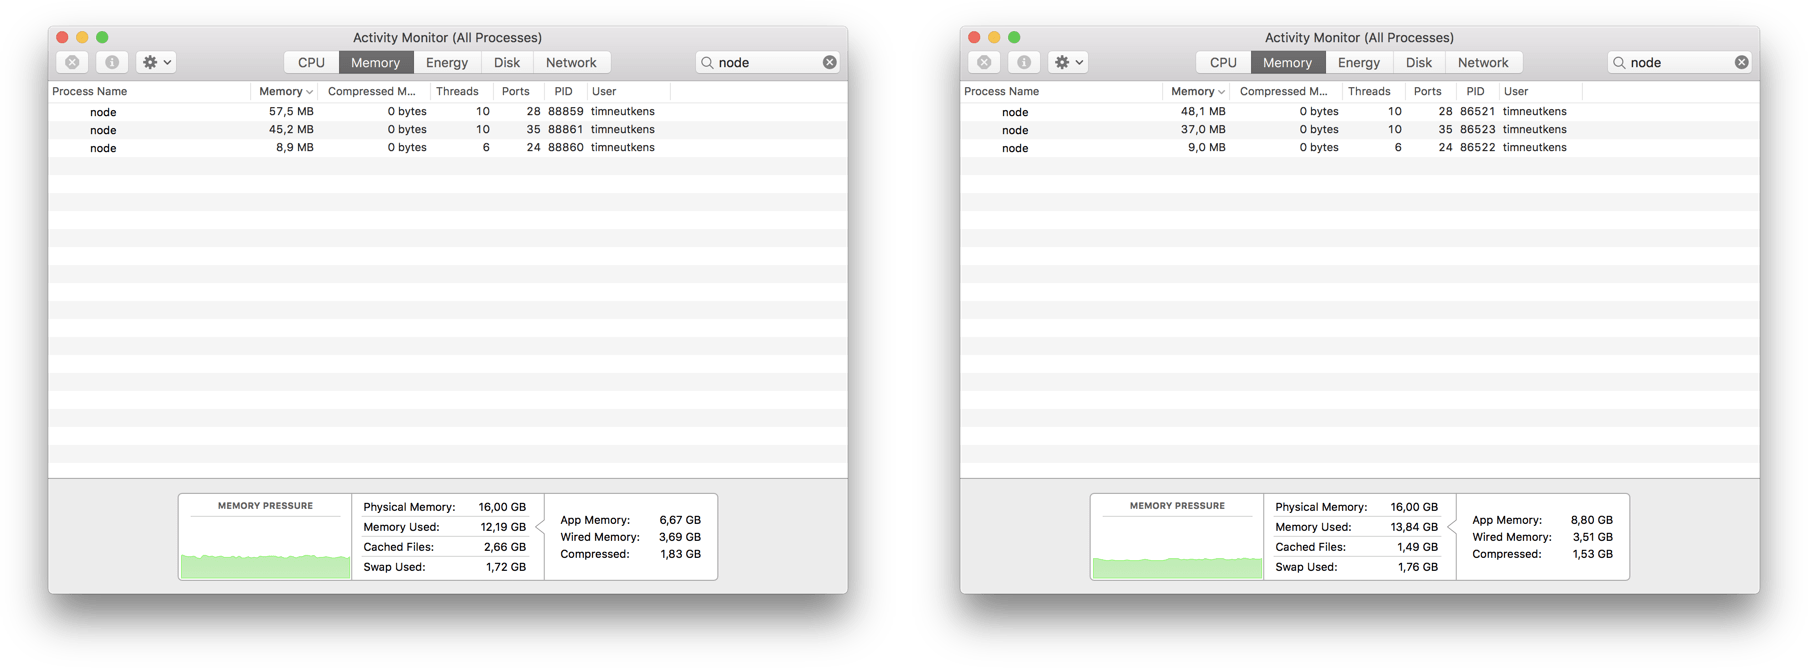 Activity Monitor (All Processes)
CPU Memory Energy Disk Network node
Process Name Memory Compressed M... Threads Ports PID User
node 57,5 MB 0 bytes 10 28 88859 timneutkens
node 45,2 MB 0 bytes 10 35 88861 timneutkens
node 8,9 MB 0 bytes 6 24 88860 timneutkens
MEMORY PRESSURE
Physical Memory: 16,00 GB
Memory Used: 12,19 GB
Cached Files: 2,66 GB
Swap Used: 1,72 GB
App Memory: 6,67 GB
Wired Memory: 3,69 GB
Compressed: 1,83 GB
Activity Monitor (All Processes)
CPU Memory Energy Disk Network node
Process Name Memory Compressed M... Threads Ports PID User
node 48,1 MB 0 bytes 10 28 86521 timneutkens
node 37,0 MB 0 bytes 10 35 86523 timneutkens
node 9,0 MB 0 bytes 6 24 86522 timneutkens
MEMORY PRESSURE
Physical Memory: 16,00 GB
Memory Used: 13,84 GB
Cached Files: 1,49 GB
Swap Used: 1,76 GB
App Memory: 8,80 GB
Wired Memory: 3,51 GB
Compressed: 1,53 GB